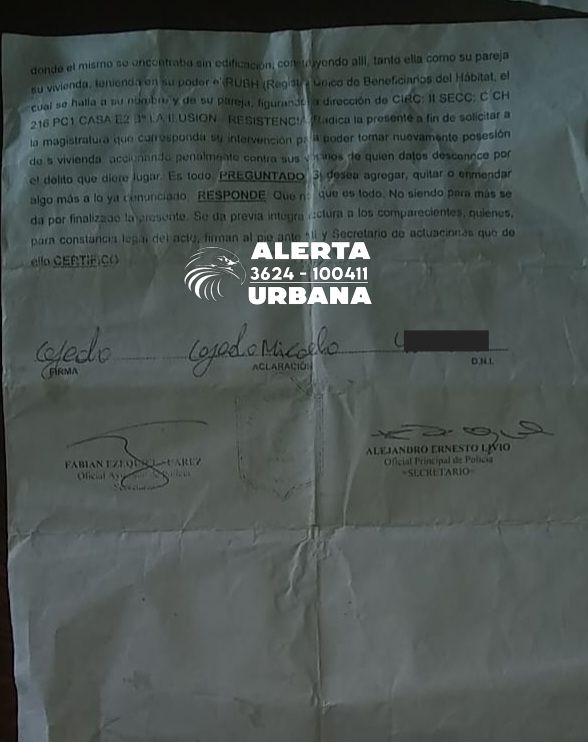 donde el mismo se encontraba sin edificación, construyendo allí, tanto ella como su pareja
su vivienda, teniendo en su poder el RUBH (Registro Único de Beneficiarios del Hábitat, el
cual se halla a su nombre y de su pareja, figurando la dirección de CIRC: II SECC: C CH
216 PC1 CASA E2 Bº LA ILUSION - RESISTENCIA. Radica la presente a fin de solicitar a
la magistratura que corresponda su intervención para poder tomar nuevamente posesión
de s vivienda, accionando penalmente contra sus de quien datos desconoce por
el delito que diere lugar. Es todo. PREGUNTADO Si desea agregar, quitar o enmendar
algo más a lo ya denunciado. RESPONDE Que no que es todo. No siendo para más se
da por finalizado la presente. Se da previa integra lectura a los comparecientes, quienes,
para constancia legal del acto, firman al pie ante Mí y Secretario de actuaciones que de
ello CERTIFICO
ALERTA
3624 - 100411
URBANA
FIRMA
ACLARACIÓN
D.N.I.
FABIAN EZEQUIEL
Oficial de Policía
Secretario
ALEJANDRO ERNESTO LIVIO
Oficial Principal de Policía
=SECRETARIO=